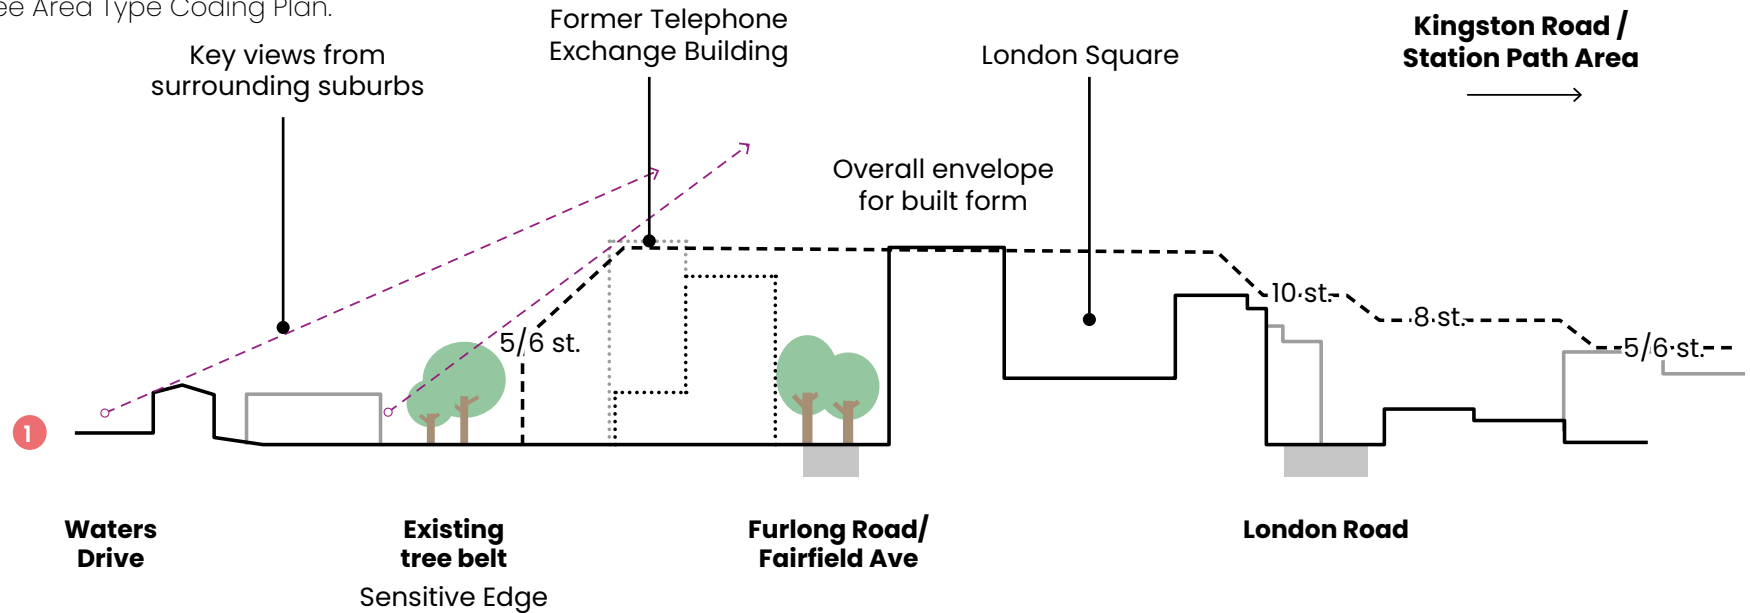 ee Area Type Coding Plan.
Key views from
surrounding suburbs
Former Telephone
Exchange Building
London Square
Kingston Road /
Station Path Area
Overall envelope
for built form
5/6 st.
10 st.
8 st.
5/6 st.
1
Waters
Drive
Existing
tree belt
Sensitive Edge
Furlong Road/
Fairfield Ave
London Road